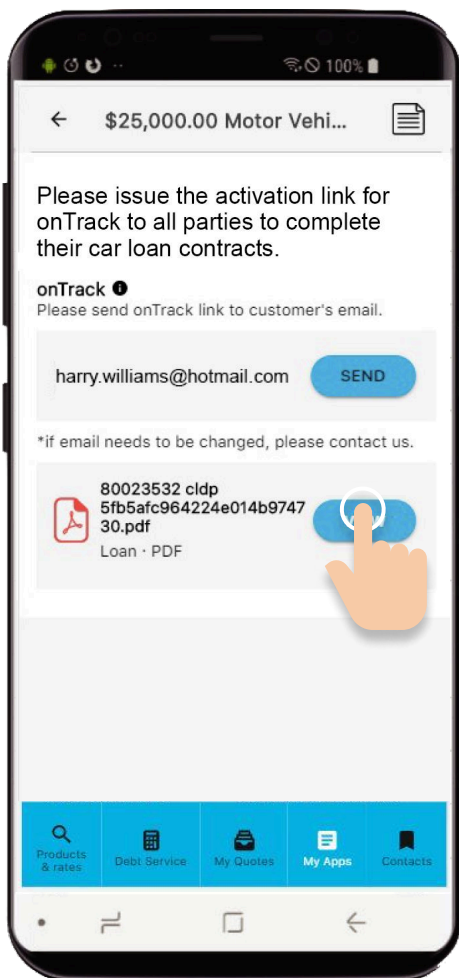 100%
$25,000.00 Motor Vehi...
Please issue the activation link for
onTrack to all parties to complete
their car loan contracts.
onTrack
Please send onTrack link to customer's email.
harry.williams@hotmail.com
SEND
*if email needs to be changed, please contact us.
80023532 cldp
5fb5afc964224e014b9747
30.pdf
Loan · PDF
Products
& rates
Debt Service
My Quotes
My Apps
Contacts